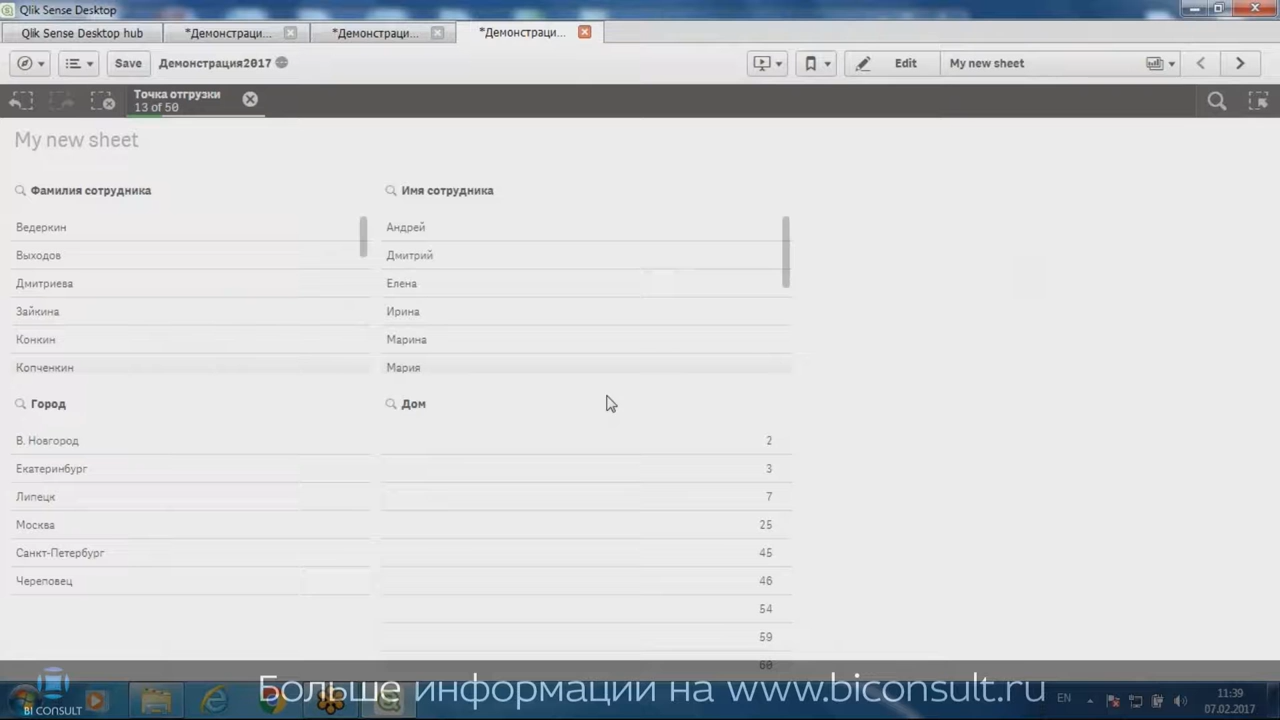 Qlik Sense Desktop
Qlik Sense Desktop hub
*Демонстраци...
*Демонстраци...
*Демонстраци...
Save
Демонстрация2017
Edit
My new sheet
Точка отгрузки
13 of 50
My new sheet
Фамилия сотрудника
Ведеркин
Выходов
Дмитриева
Зайкина
Конкин
Копченкин
Имя сотрудника
Андрей
Дмитрий
Елена
Ирина
Марина
Мария
Город
В. Новгород
Екатеринбург
Липецк
Москва
Санкт-Петербург
Череповец
Дом
2
3
7
25
45
46
54
59
60
Больше информации на www.biconsult.ru
BI CONSULT
EN
11:39
07.02.2017